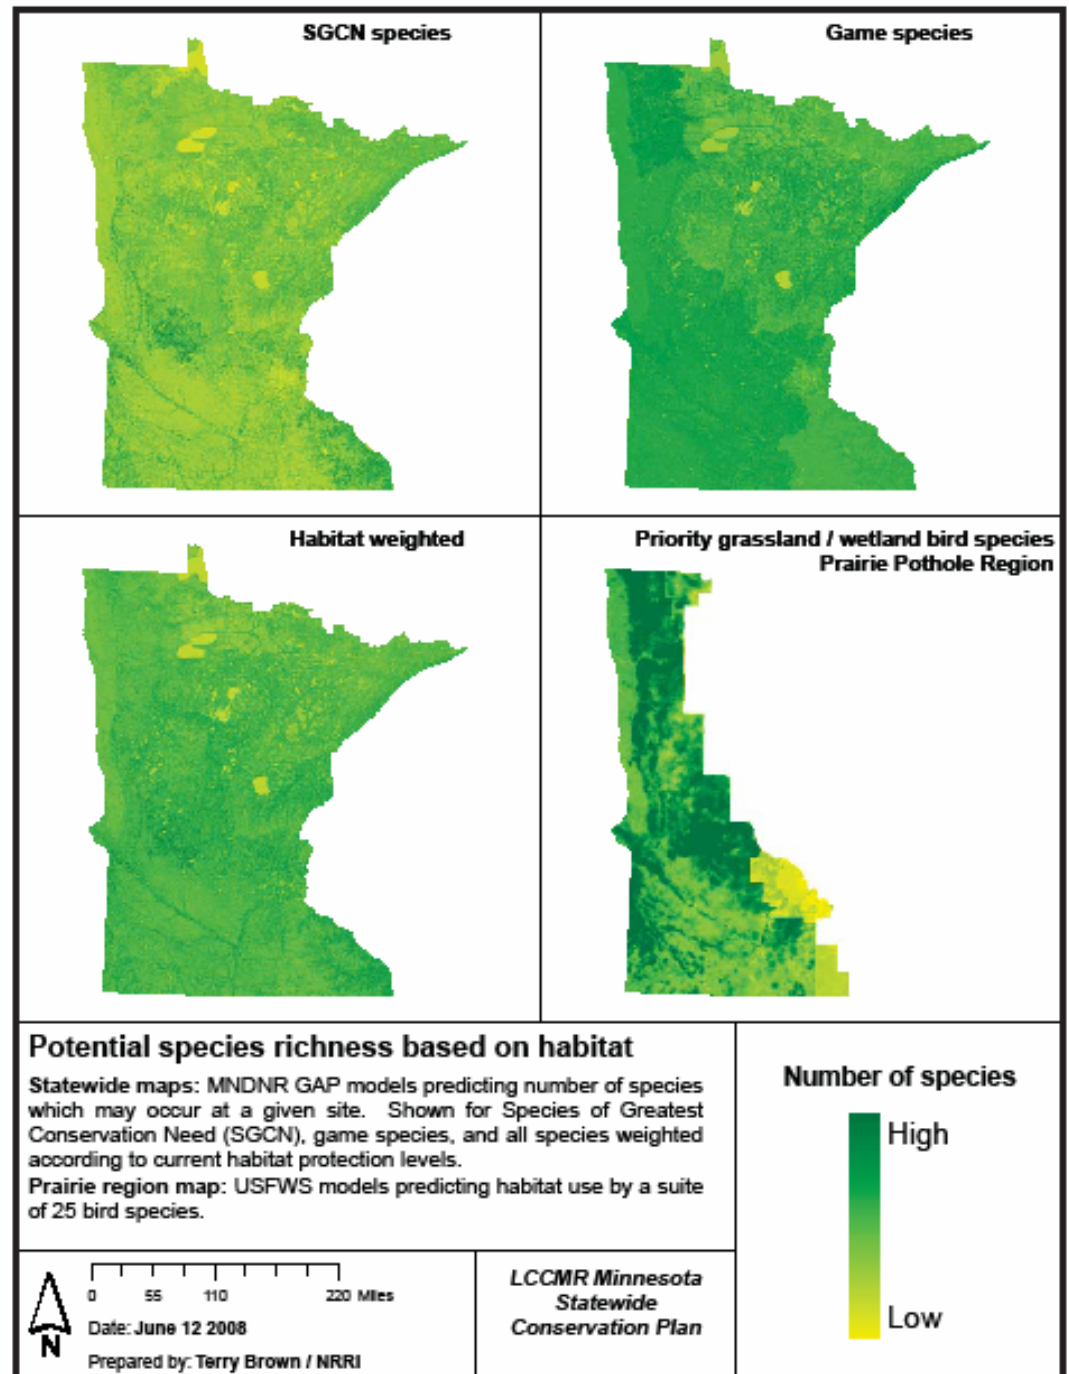 SGCN species
Game species
Habitat weighted
Priority grassland / wetland bird species
Prairie Pothole Region
Potential species richness based on habitat
Statewide maps: MNDNR GAP models predicting number of species
which may occur at a given site. Shown for Species of Greatest
Conservation Need (SGCN), game species, and all species weighted
according to current habitat protection levels.
Prairie region map: USFWS models predicting habitat use by a suite
of 25 bird species.
Number of species
High
Low
0 55 110 220 Miles
N
Date: June 12 2008
Prepared by: Terry Brown / NRRI
LCCMR Minnesota
Statewide
Conservation Plan